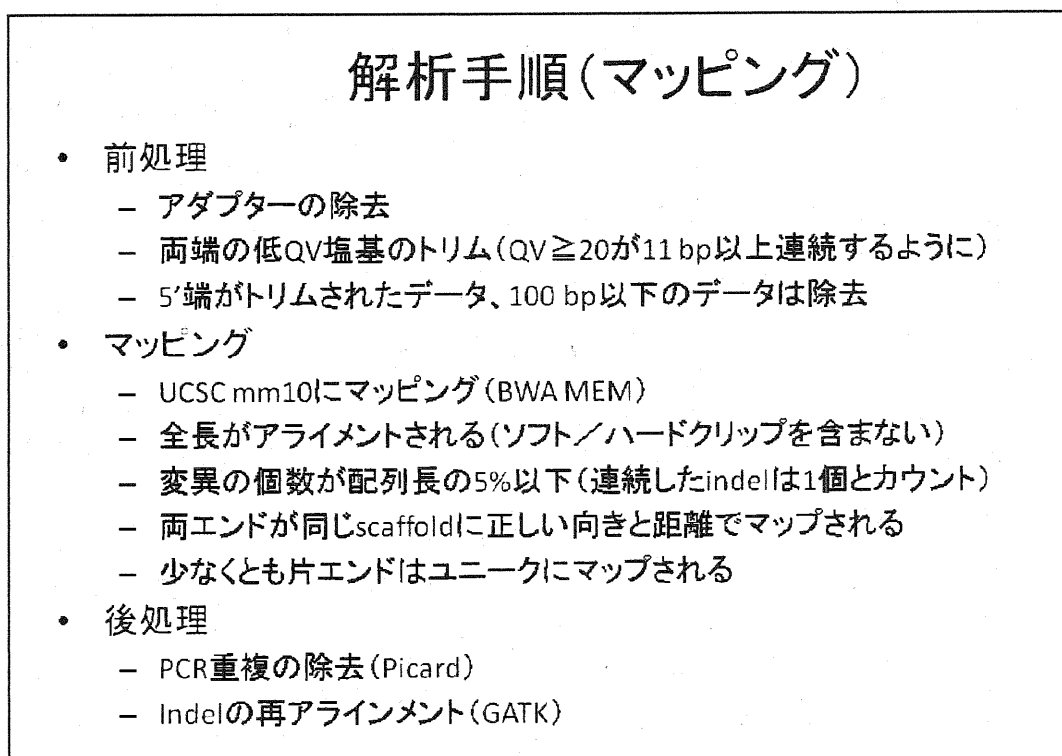 解析手順(マッピング)
• 前処理
– アダプターの除去
– 両端の低QV塩基のトリム(QV≧20が11 bp以上連続するように)
– 5'端がトリムされたデータ、100 bp以下のデータは除去
• マッピング
– UCSC mm10にマッピング(BWA MEM)
– 全長がアライメントされる(ソフト/ハードクリップを含まない)
– 変異の個数が配列長の5%以下(連続したindelは1個とカウント)
– 両エンドが同じscaffoldに正しい向きと距離でマップされる
– 少なくとも片エンドはユニークにマップされる
• 後処理
– PCR重複の除去(Picard)
– Indelの再アラインメント(GATK)